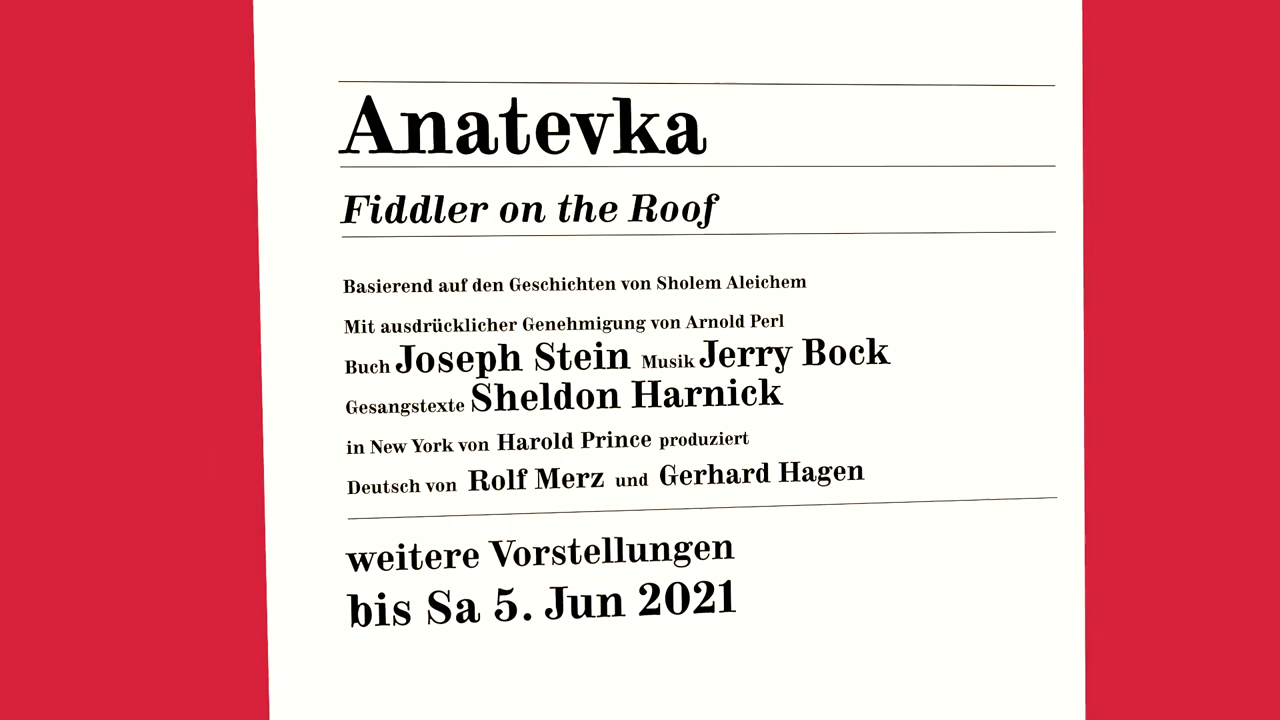 Anatevka
Fiddler on the Roof
Basierend auf den Geschichten von Sholem Aleichem
Mit ausdrücklicher Genehmigung von Arnold Perl
Buch Joseph Stein Musik Jerry Bock
Gesangstexte Sheldon Harnick
in New York von Harold Prince produziert
Deutsch von Rolf Merz und Gerhard Hagen
weitere Vorstellungen
bis Sa 5. Jun 2021